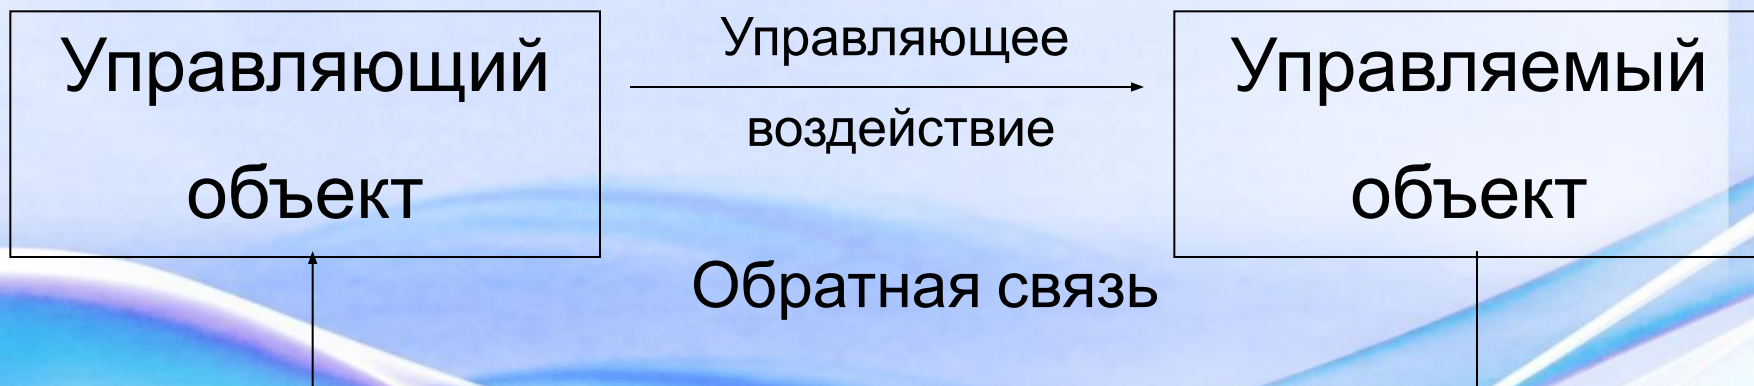 Управляющий
объект
Управляющее
воздействие
Управляемый
объект
Обратная связь